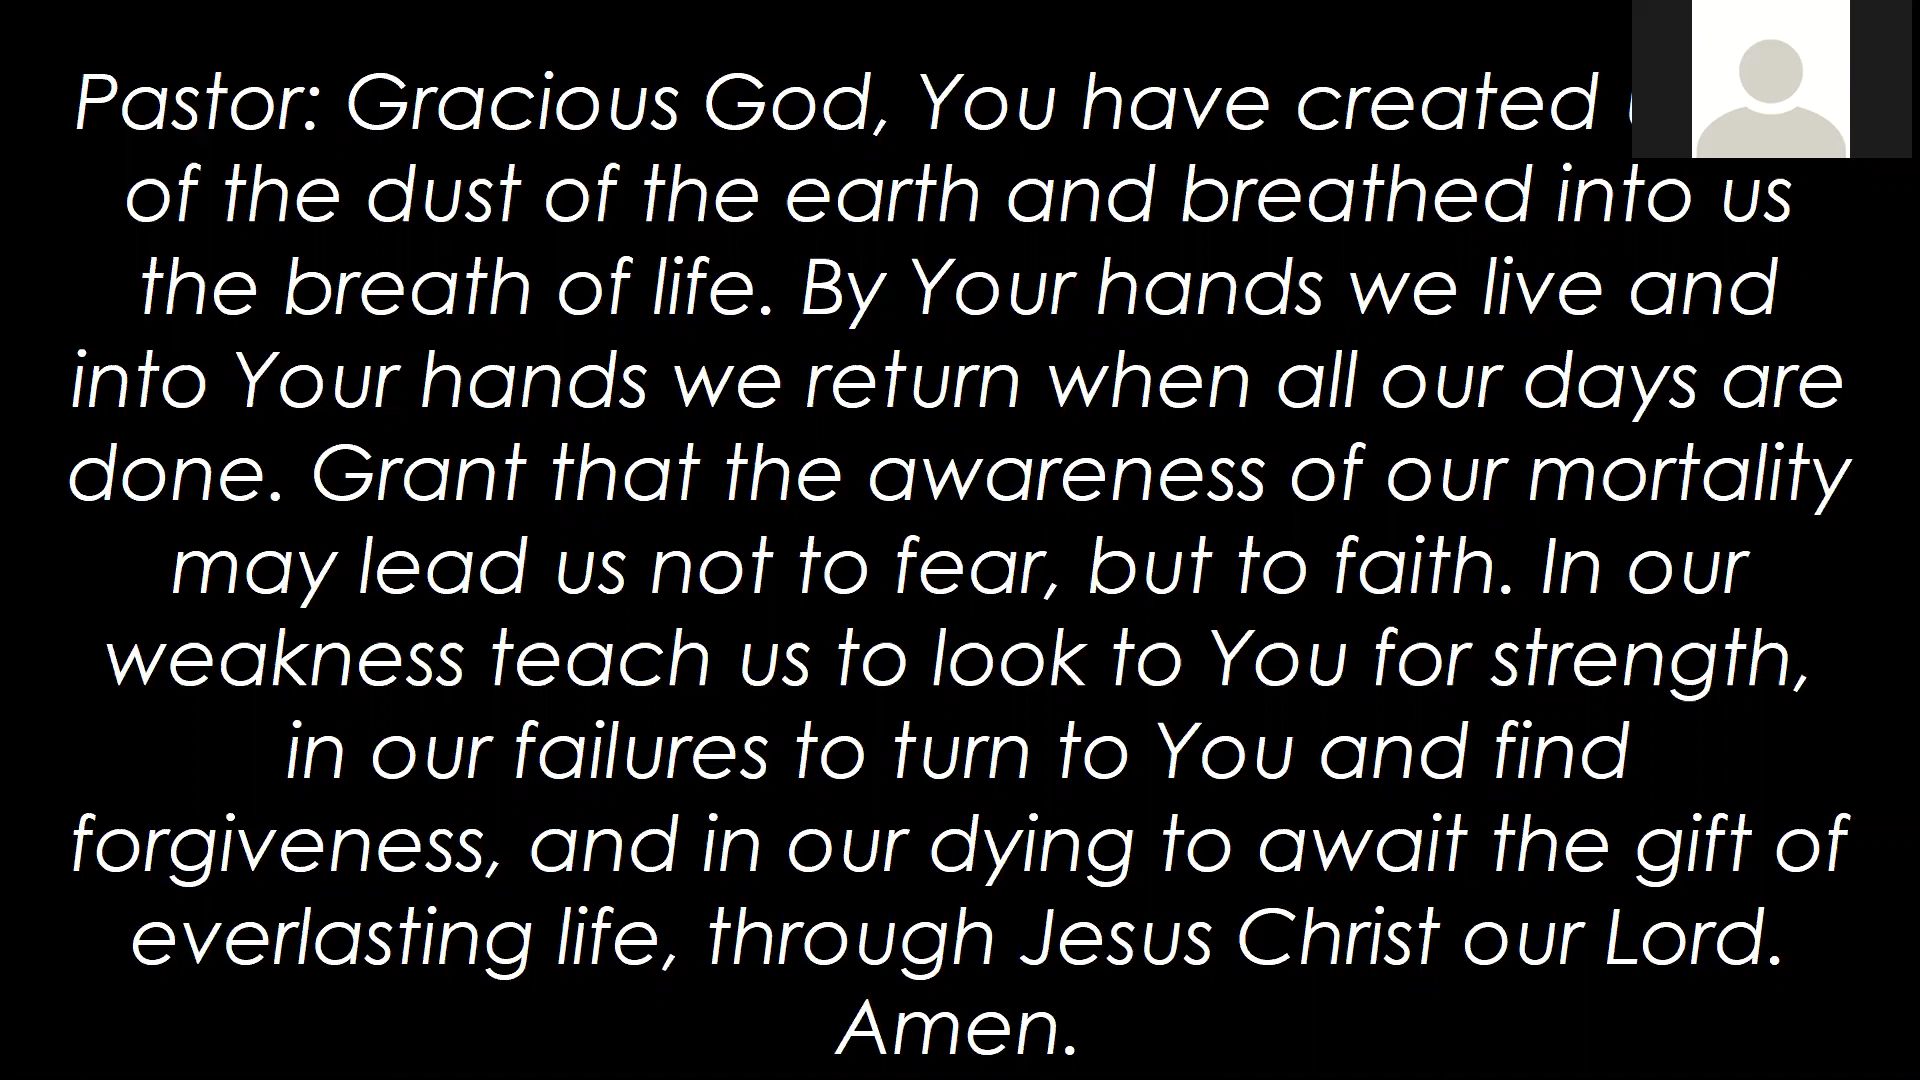 Pastor: Gracious God, You have created
of the dust of the earth and breathed into us
the breath of life. By Your hands we live and
into Your hands we return when all our days are
done. Grant that the awareness of our mortality
may lead us not to fear, but to faith. In our
weakness teach us to look to You for strength,
in our failures to turn to You and find
forgiveness, and in our dying to await the gift of
everlasting life, through Jesus Christ our Lord.
Amen.